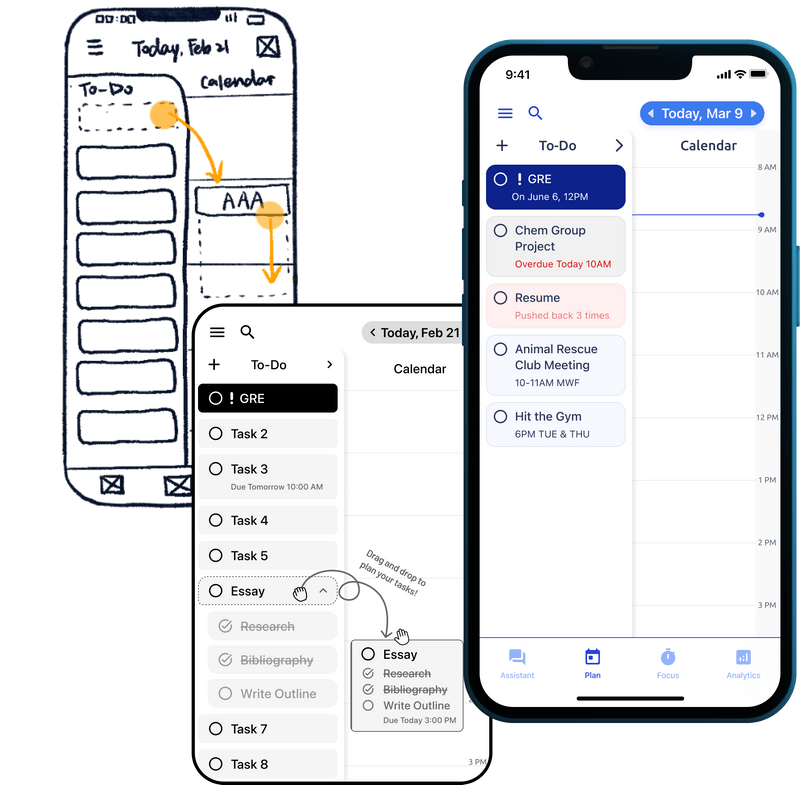 00:00
Today, Feb 21
To-Do
Calendar
AAA
Today, Feb 21
To-Do
Calendar
! GRE
Task 2
Task 3
Due Tomorrow 10:00 AM
Task 4
Task 5
Essay
Research
Bibliography
Write Outline
Task 7
Task 8
Drag and drop to
plan your tasks!
Essay
Research
Bibliography
Write Outline
Due Today 3:00 PM
3 PM
9:41
Today, Mar 9
To-Do
Calendar
! GRE
On June 6, 12PM
Chem Group
Project
Overdue Today 10AM
Resume
Pushed back 3 times
Animal Rescue
Club Meeting
10-11AM MWF
Hit the Gym
6PM TUE & THU
8 AM
9 AM
10 AM
11 AM
12 PM
1 PM
2 PM
3 PM
Assistant
Plan
Focus
Analytics